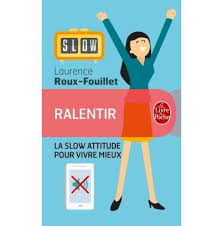 SLOW
Laurence
Roux-Fouillet
RALENTIR
Le Livre
de Poche
LA SLOW ATTITUDE
POUR VIVRE MIEUX